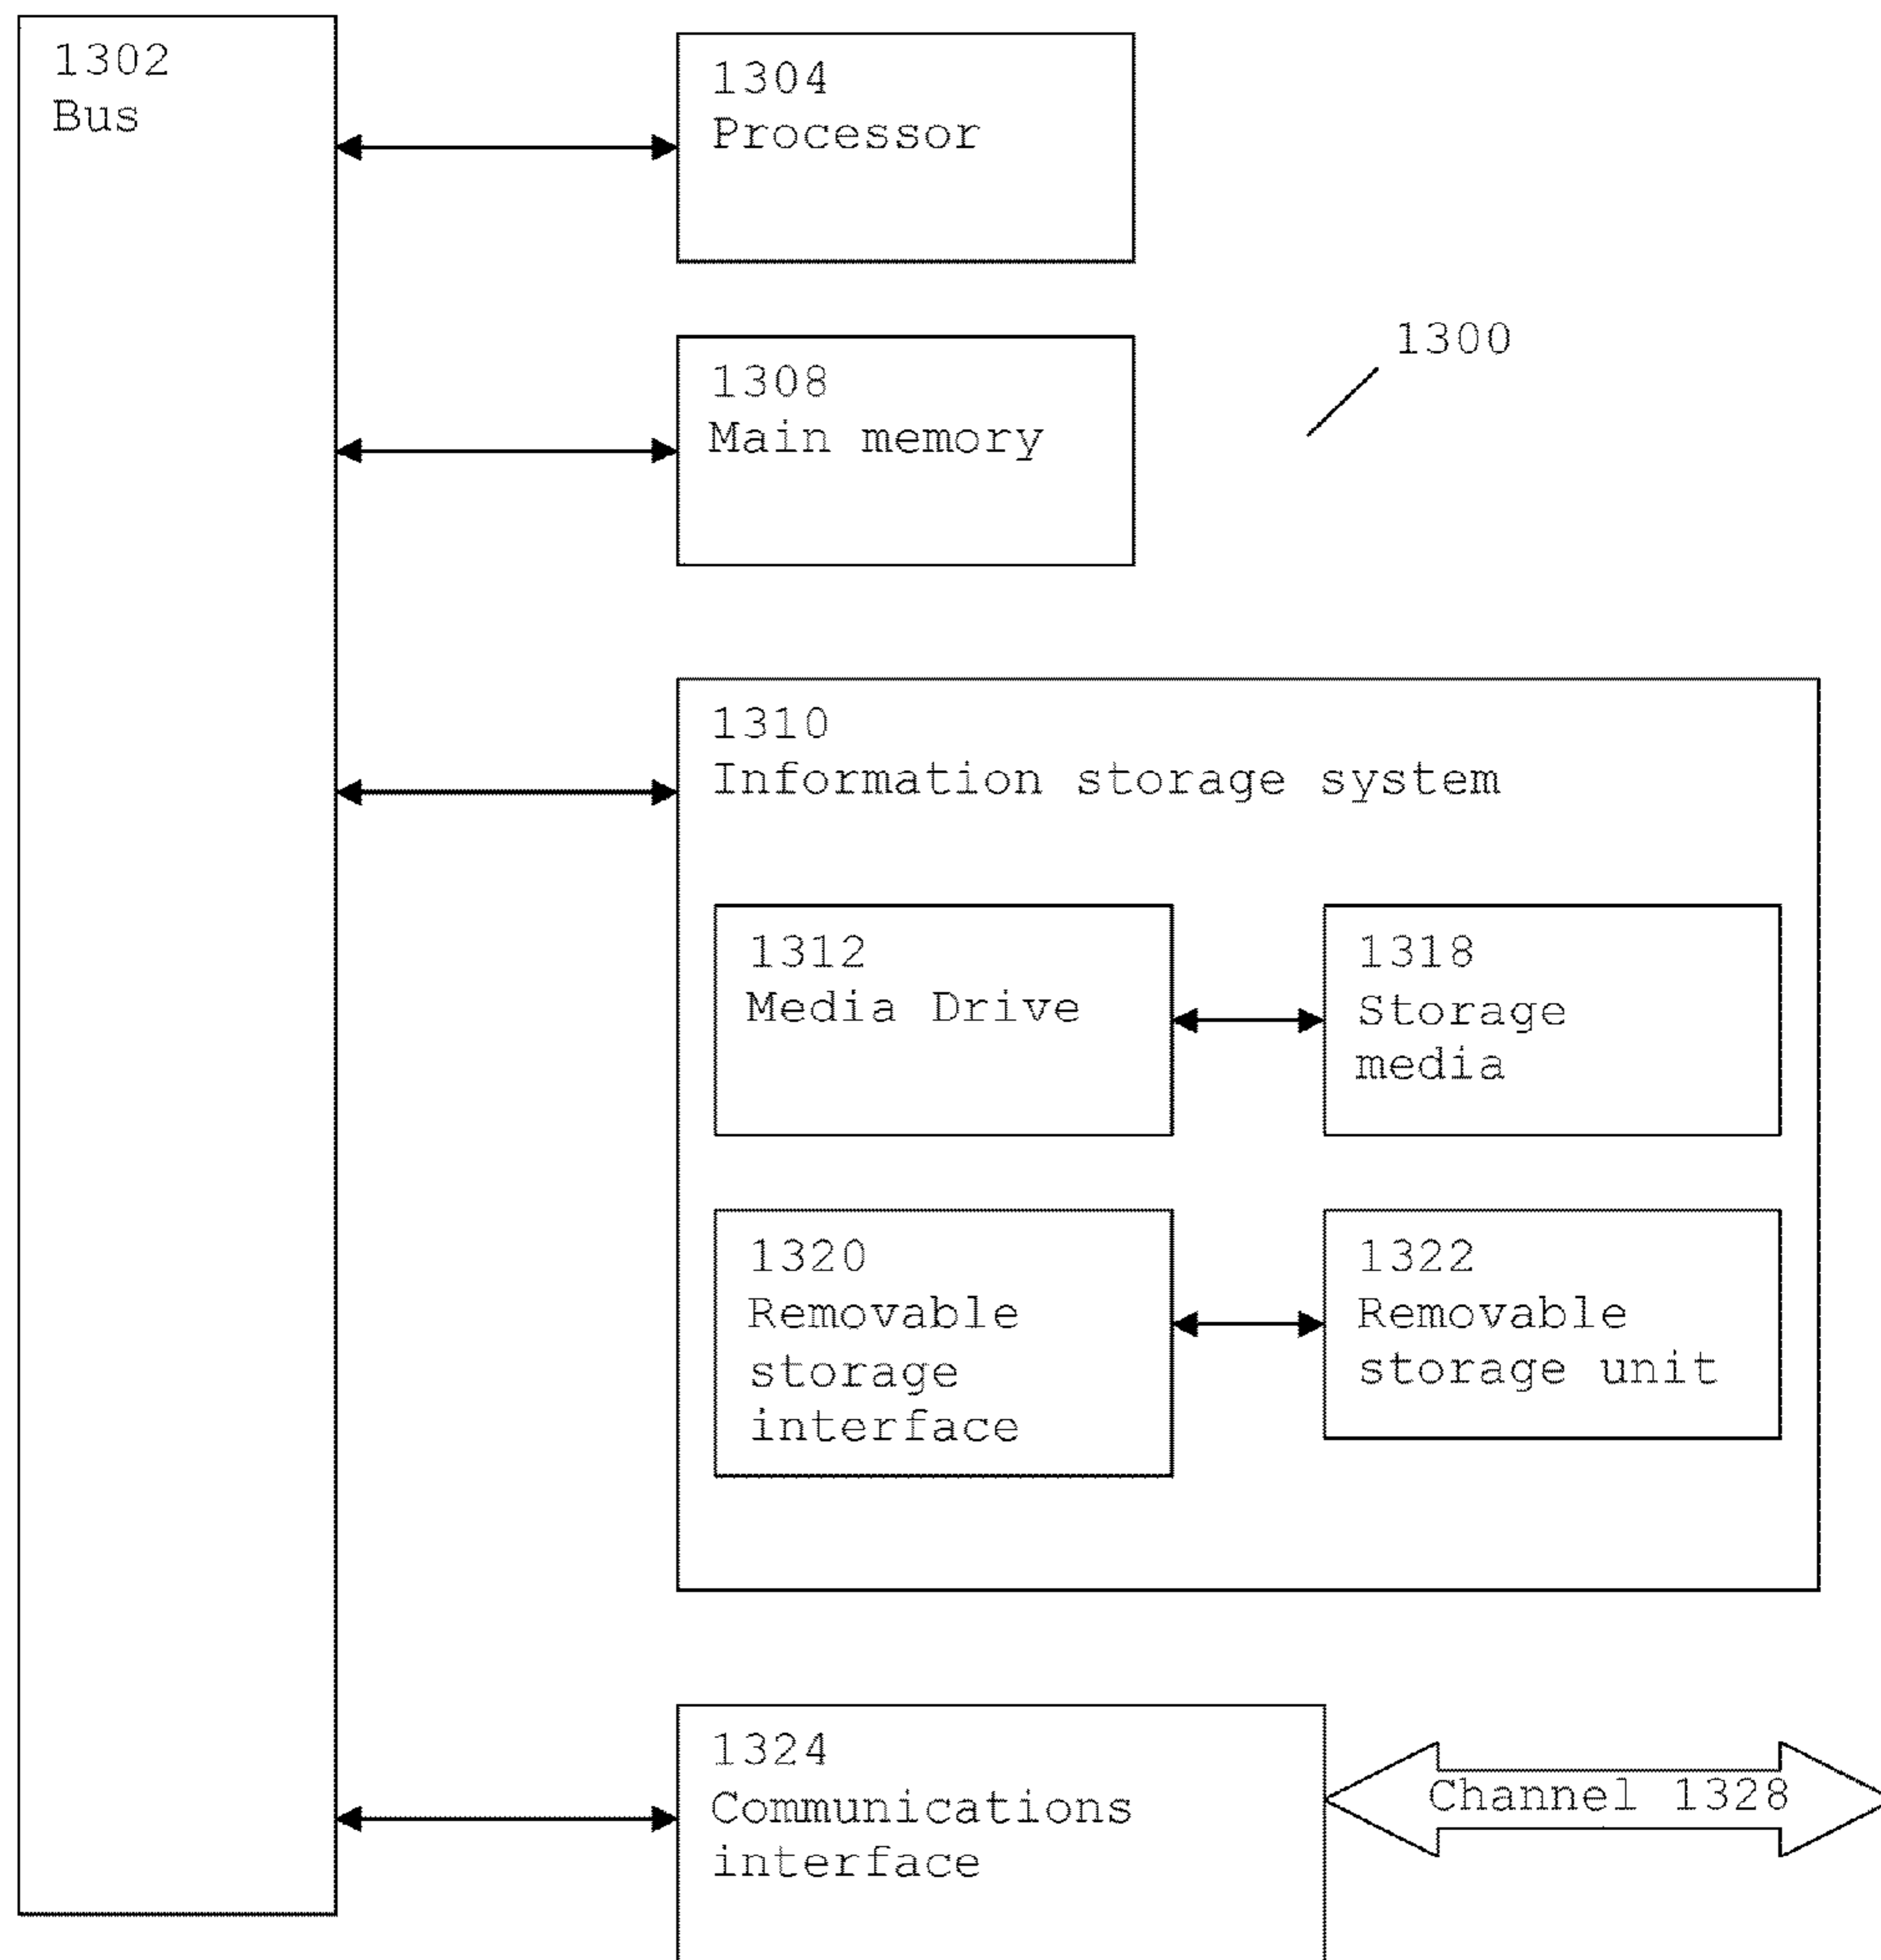 1302
Bus
1304
Processor
1308
Main memory
1300
1310
Information storage system
1312
Media Drive
1318
Storage
media
1320
Removable
storage
interface
1322
Removable
storage unit
1324
Communications
interface
Channel 1328